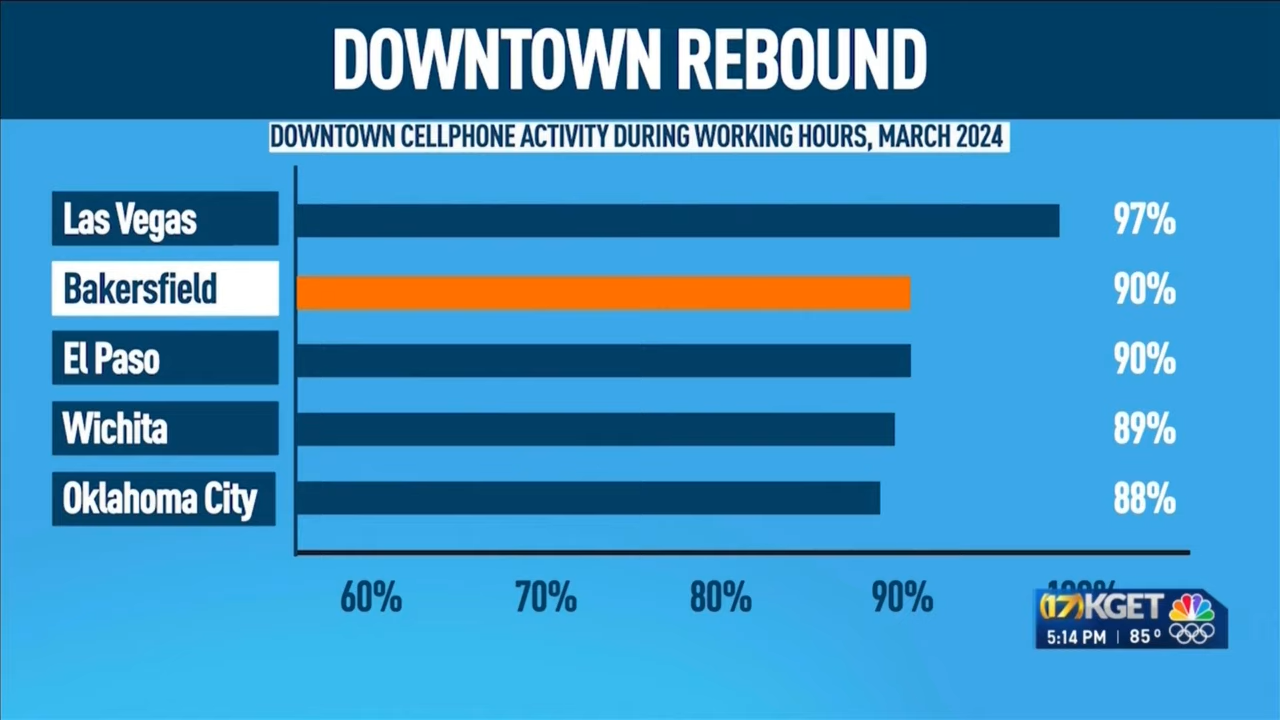 DOWNTOWN REBOUND
DOWNTOWN CELLPHONE ACTIVITY DURING WORKING HOURS, MARCH 2024
Las Vegas 97%
Bakersfield 90%
El Paso 90%
Wichita 89%
Oklahoma City 88%
60% 70% 80% 90% 100%
17 KGET
5:14 PM | 85°